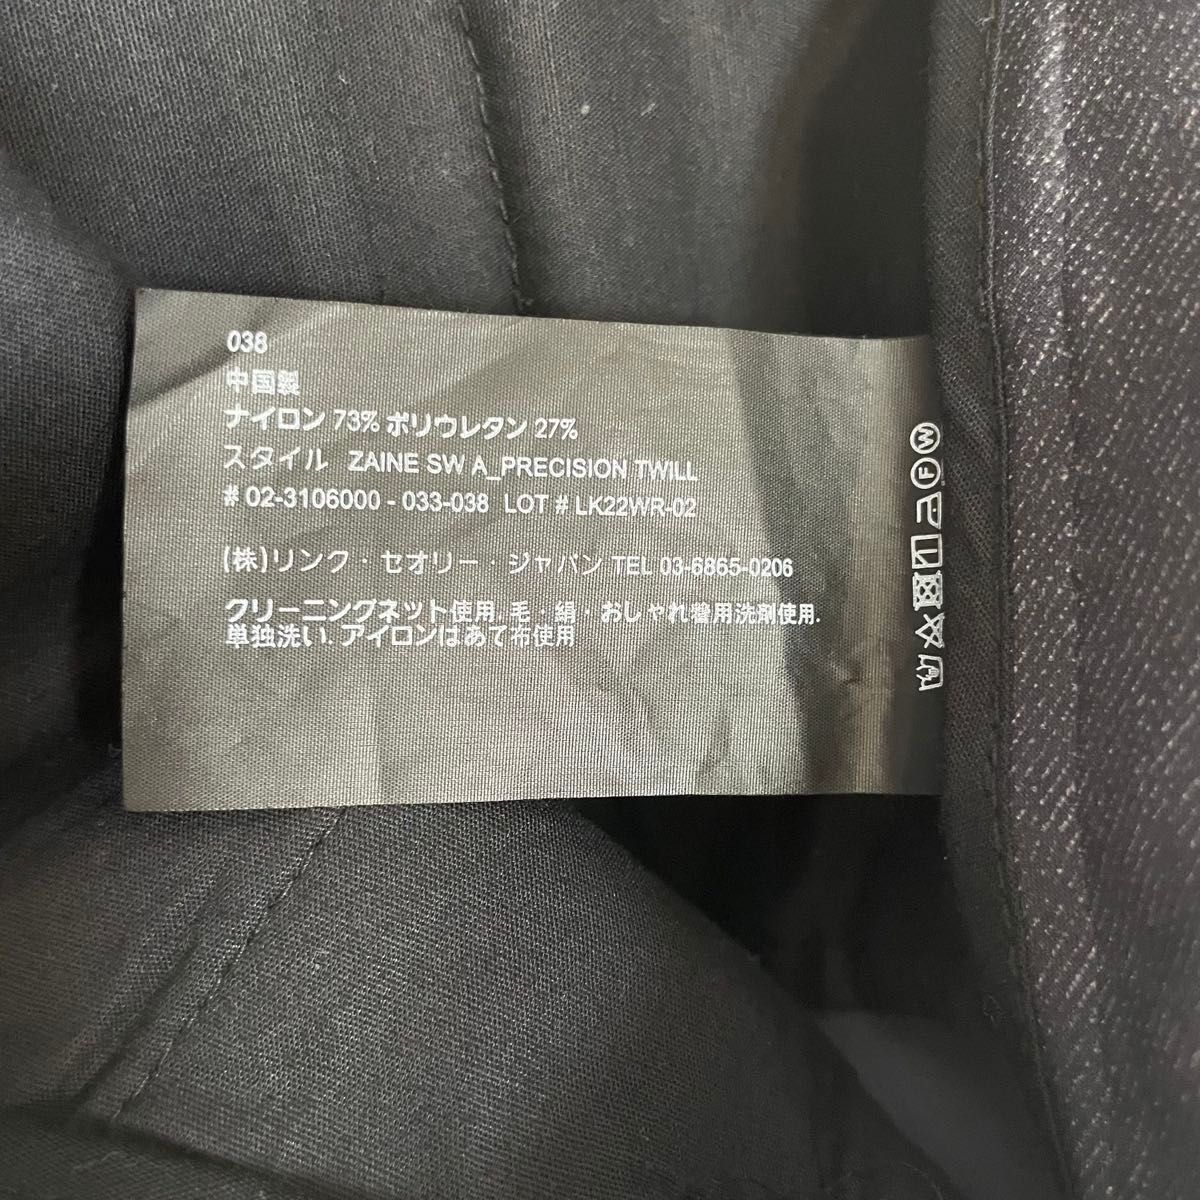 038
中国製
ナイロン 73% ポリウレタン 27%
スタイル ZAINE SW A_PRECISION TWILL
# 02-3106000 - 033-038 LOT # LK22WR-02
(株)リンク・セオリー・ジャパン TEL 03-6865-0206
クリーニングネット使用. 毛・絹・おしゃれ着用洗剤使用.
単独洗い. アイロンはあて布使用
W
F